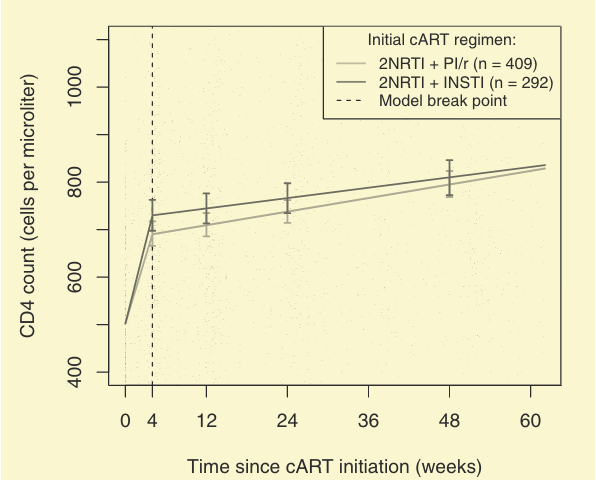 Initial cART regimen:
2NRTI + PI/r (n = 409)
2NRTI + INSTI (n = 292)
Model break point
CD4 count (cells per microliter)
1000
800
600
400
0 4 12 24 36 48 60
Time since cART initiation (weeks)